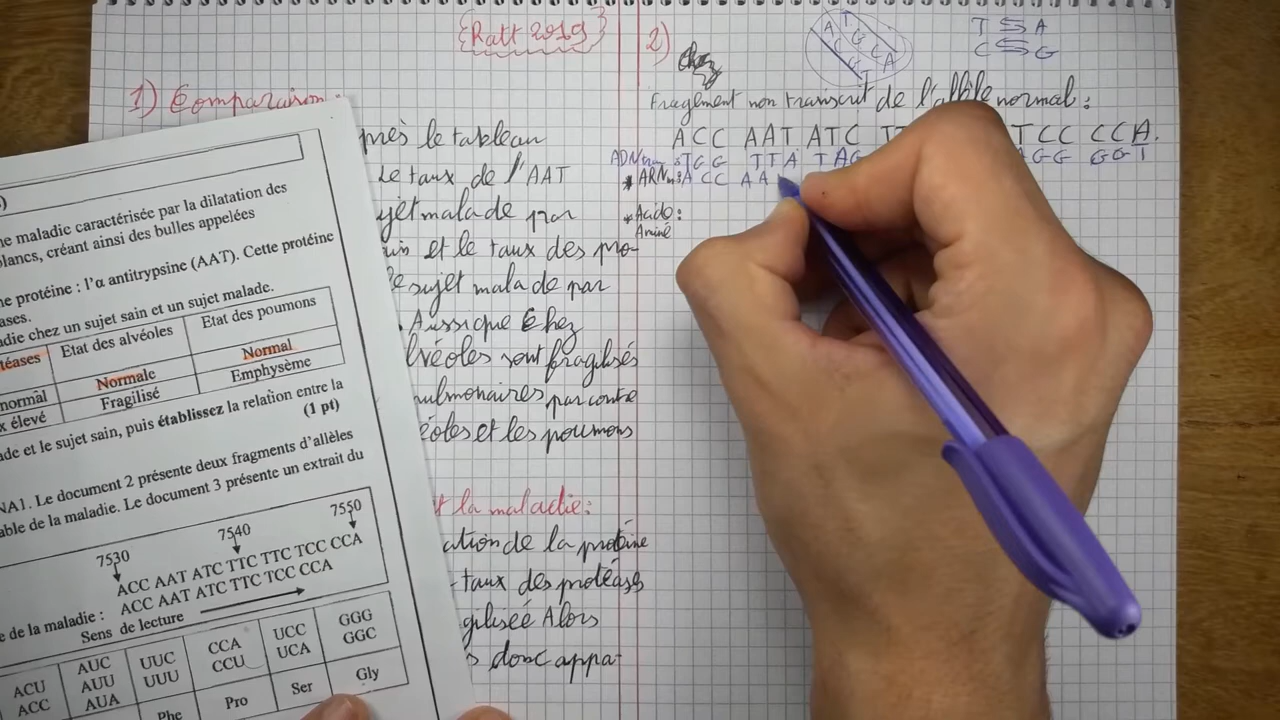 {Ratt 2019}
1) Comparaison :
près le tableau
Le taux de l'AAT
sujet malade par
et le taux des pro-
le sujet malade par
. Aussi que Chez
lvéoles sont fragilisés
pulmonaires par contre
éoles et les poumons
t la maladie :
ation de la protéine
-taux des protéases
gilisée Alors
s donc appa-
2)
Chez
A T
C G
G C
T A
T A
C G
Fragement non transcrit de l'allèle normal :
ACC AAT ATC TT TCC CCA.
ADN : TGG TTA TAG AGG GGT
* ARNm : ACC AA
* Acide :
Aminé
ne maladie caractérisée par la dilatation des
blancs, créant ainsi des bulles appelées
ne protéine : l'α antitrypsine (AAT). Cette protéine
ases.
die chez un sujet sain et un sujet malade.
téases Etat des alvéoles Etat des poumons
normal Normale Normal
x élevé Fragilisé Emphysème
ade et le sujet sain, puis établissez la relation entre la
(1 pt)
NA1. Le document 2 présente deux fragments d'allèles
able de la maladie. Le document 3 présente un extrait du
7530 7540 7550
ACC AAT ATC TTC TTC TCC CCA
e de la maladie : ACC AAT ATC TTC TCC CCA
Sens de lecture
ACU ACC
AUC AUU AUA
UUC UUU
CCA CCU
UCC UCA
GGG GGC
Phe Pro Ser Gly